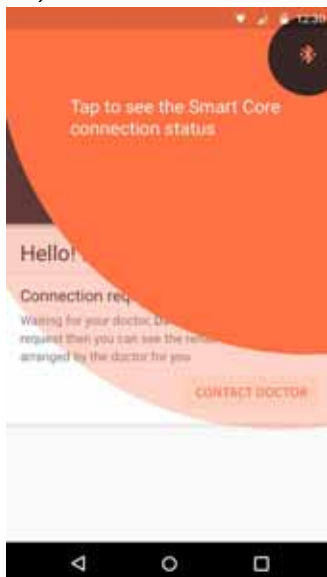 12:30
Tap to see the Smart Core
connection status
Hello!
Connection req
Waiting for your doctor, D
request then you can see the
arranged by the doctor for you
CONTACT DOCTOR